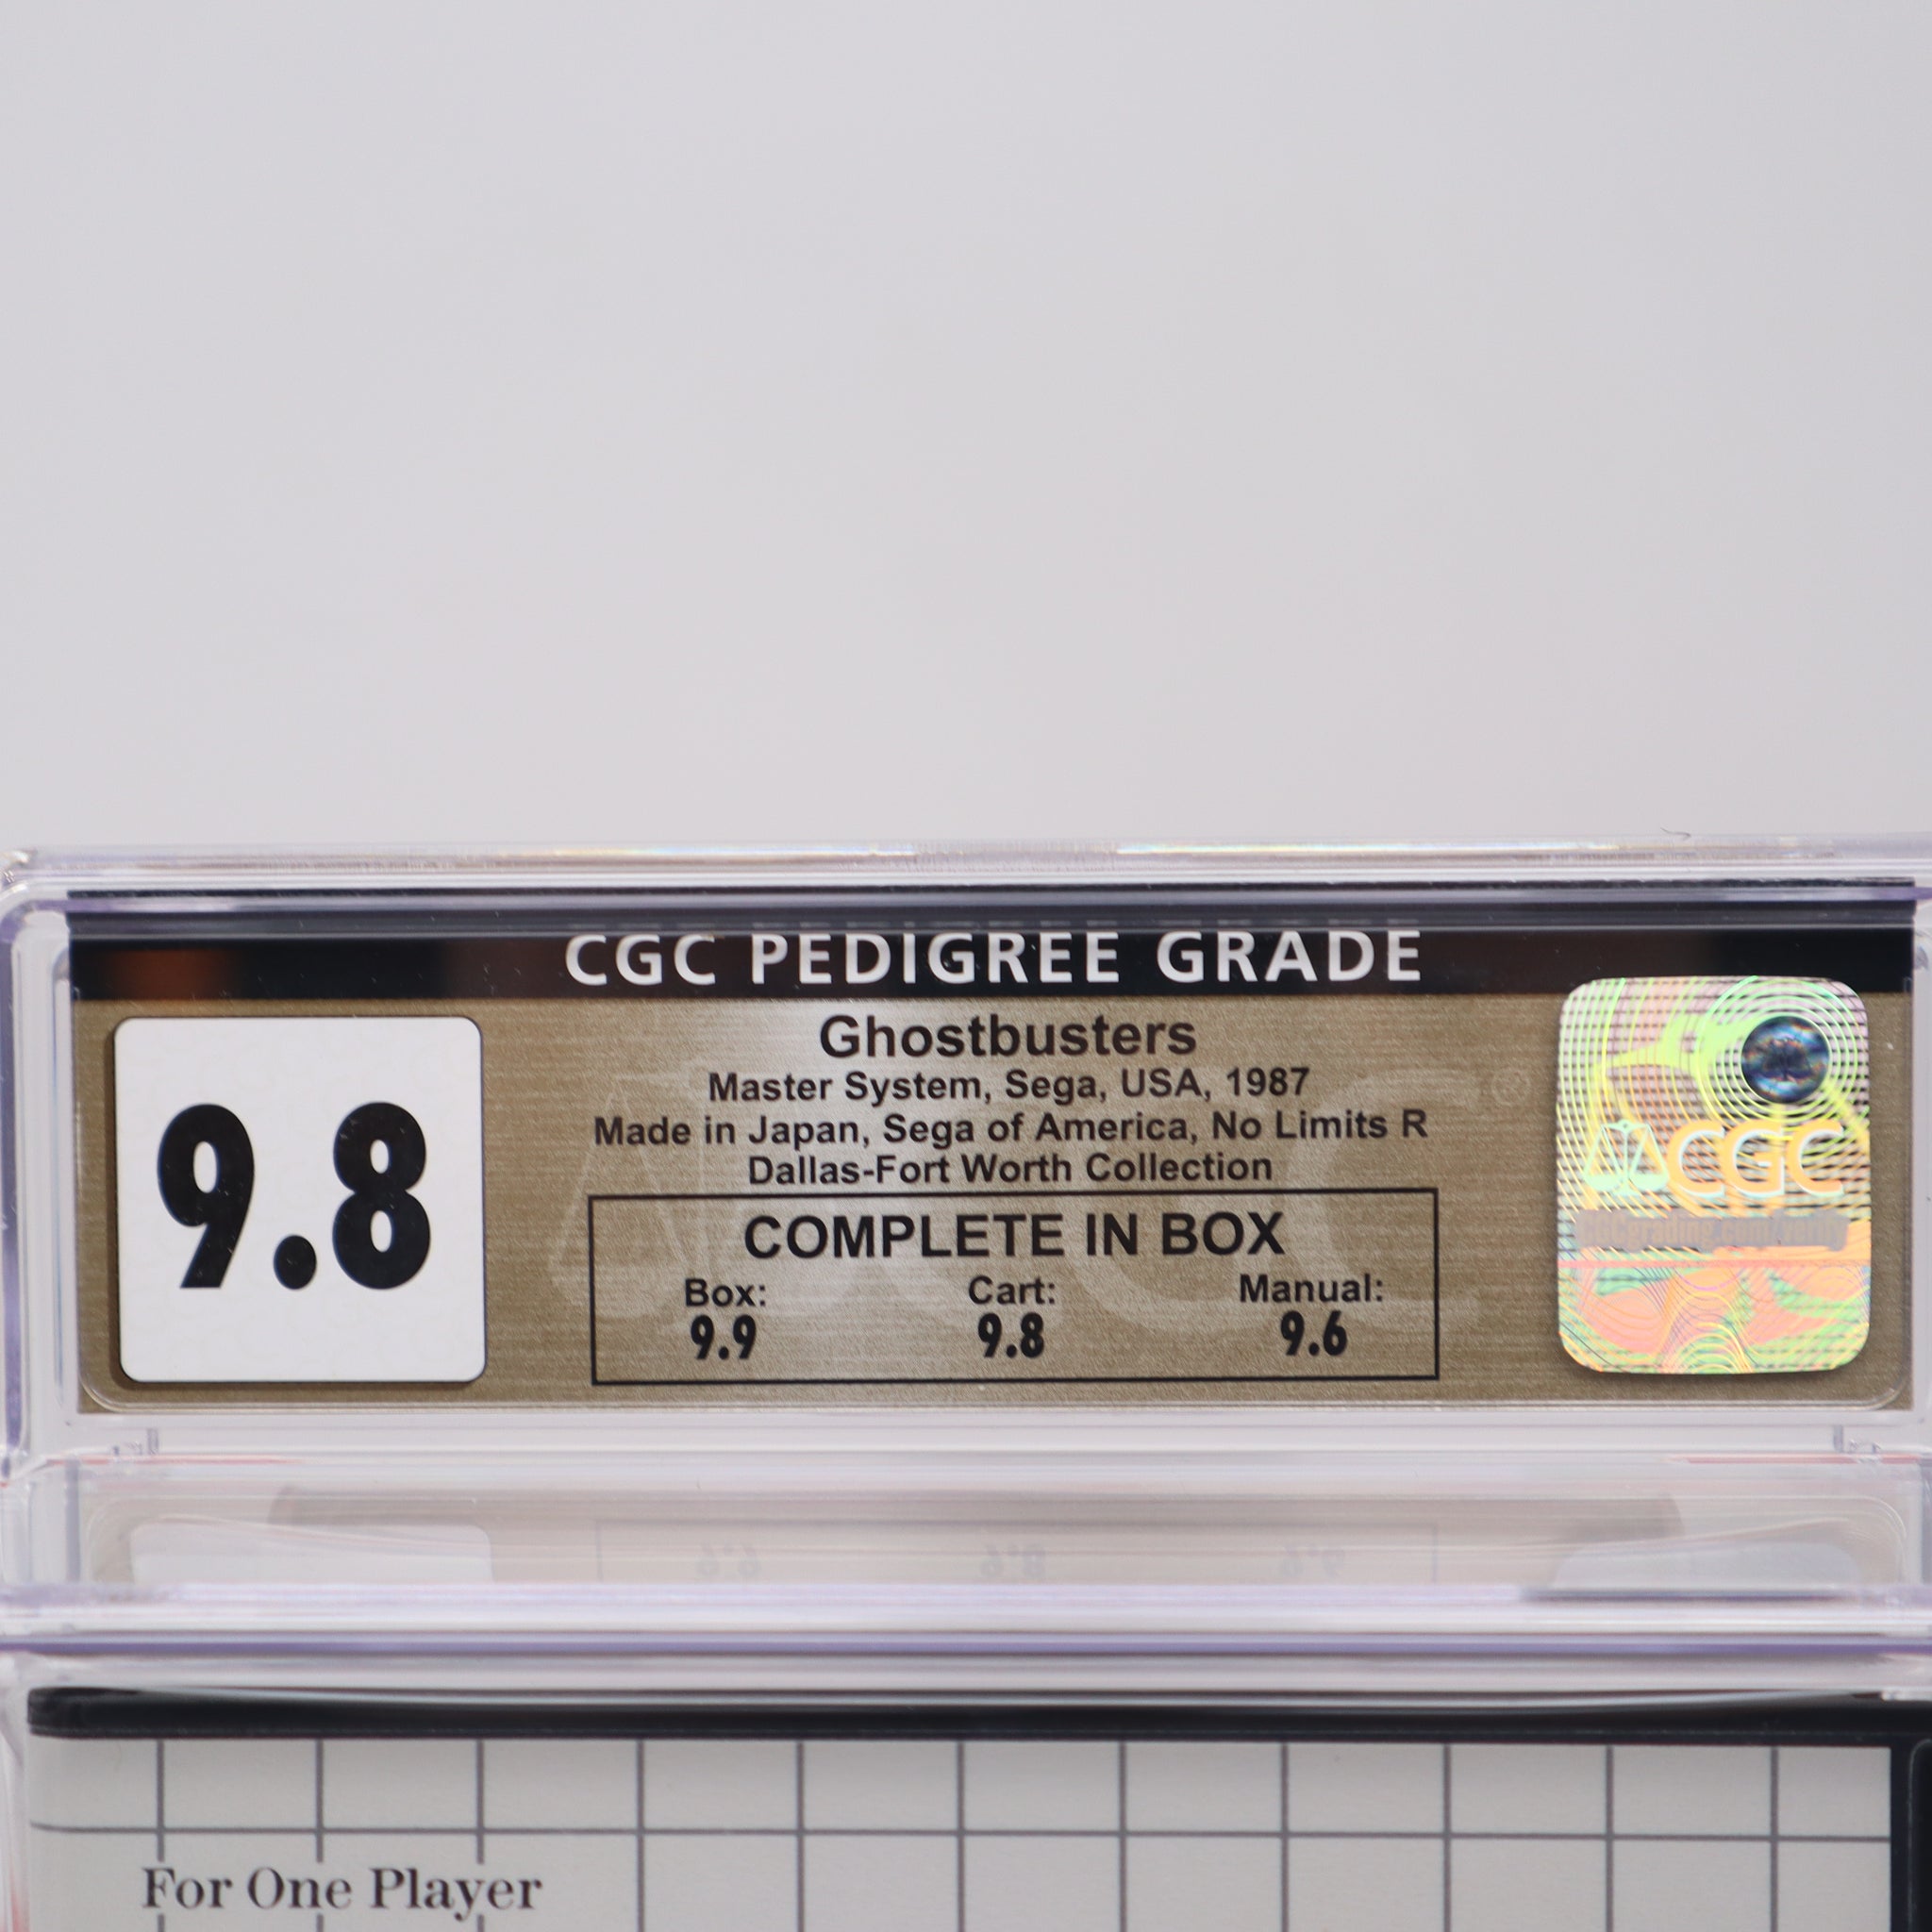 CGC PEDIGREE GRADE
9.8
Ghostbusters
Master System, Sega, USA, 1987
Made in Japan, Sega of America, No Limits R
Dallas-Fort Worth Collection
COMPLETE IN BOX
Box: Cart: Manual:
9.9 9.8 9.6
CGC
For One Player